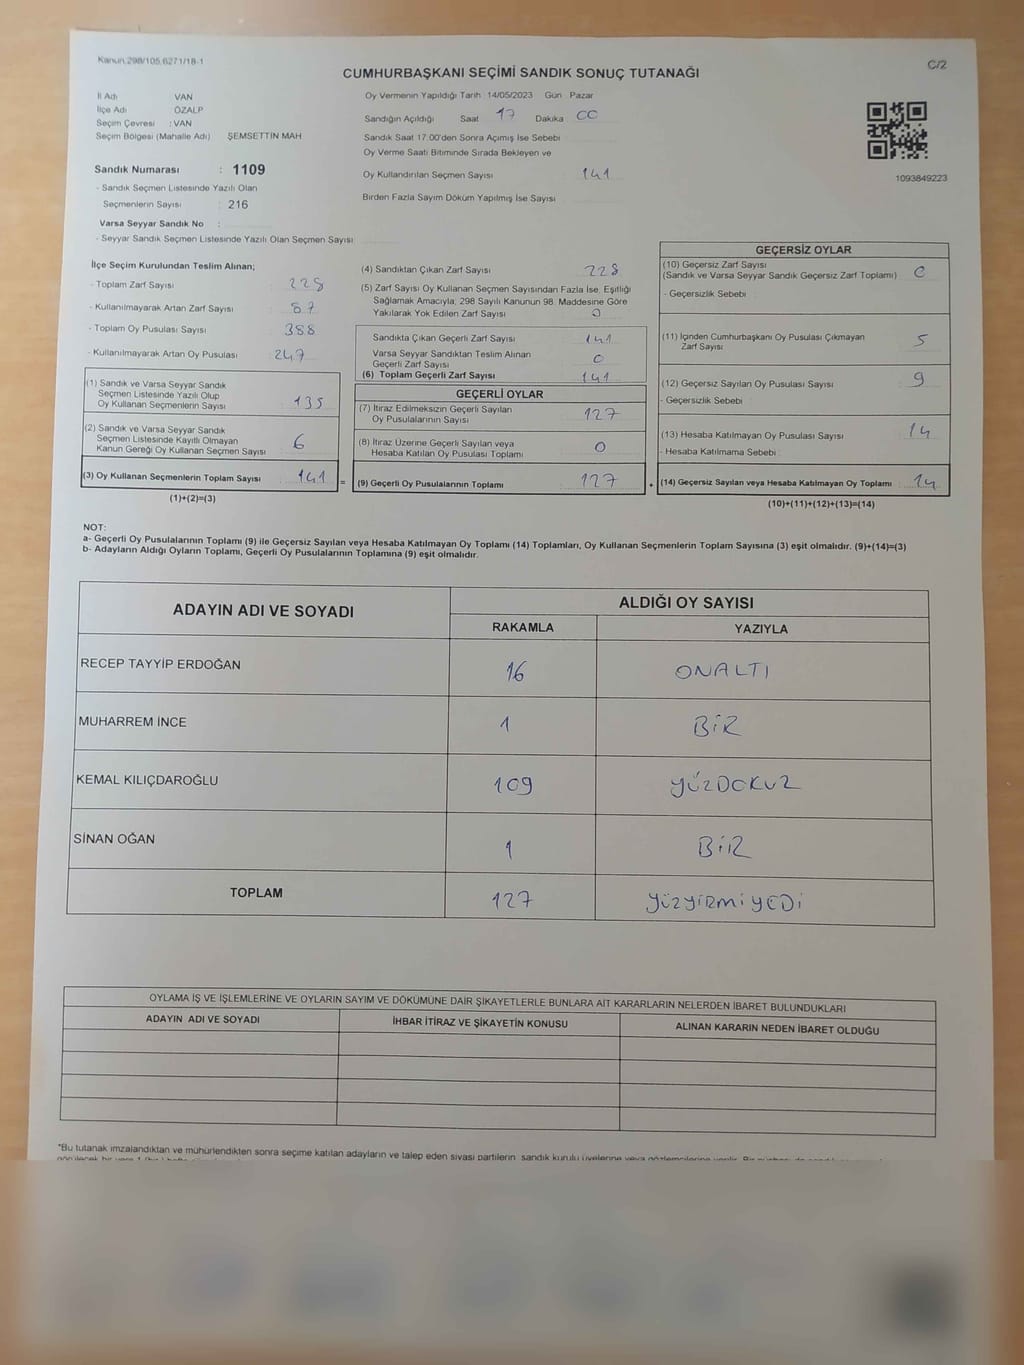 Kanun.298/105,6271/18-1
C/2
CUMHURBAŞKANI SEÇİMİ SANDIK SONUÇ TUTANAĞI
İl Adı : VAN
İlçe Adı : ÖZALP
Seçim Çevresi : VAN
Seçim Bölgesi (Mahalle Adı) ŞEMSETTİN MAH
Sandık Numarası : 1109
- Sandık Seçmen Listesinde Yazılı Olan
Seçmenlerin Sayısı : 216
Varsa Seyyar Sandık No :
- Seyyar Sandık Seçmen Listesinde Yazılı Olan Seçmen Sayısı
Oy Vermenin Yapıldığı Tarih :14/05/2023 Gün : Pazar
Sandığın Açıldığı Saat 17 Dakika 00
Sandık Saat 17.00'den Sonra Açılmış İse Sebebi
Oy Verme Saati Bitiminde Sırada Bekleyen ve
Oy Kullandırılan Seçmen Sayısı 141
Birden Fazla Sayım Döküm Yapılmış İse Sayısı
1093849223
İlçe Seçim Kurulundan Teslim Alınan;
- Toplam Zarf Sayısı 228
- Kullanılmayarak Artan Zarf Sayısı 87
- Toplam Oy Pusulası Sayısı 388
- Kullanılmayarak Artan Oy Pusulası 247
(1) Sandık ve Varsa Seyyar Sandık
Seçmen Listesinde Yazılı Olup
Oy Kullanan Seçmenlerin Sayısı 135
(2) Sandık ve Varsa Seyyar Sandık
Seçmen Listesinde Kayıtlı Olmayan
Kanun Gereği Oy Kullanan Seçmen Sayısı 6
(3) Oy Kullanan Seçmenlerin Toplam Sayısı 141 =
(1)+(2)=(3)
(4) Sandıktan Çıkan Zarf Sayısı 228
(5) Zarf Sayısı Oy Kullanan Seçmen Sayısından Fazla İse, Eşitliği
Sağlamak Amacıyla, 298 Sayılı Kanunun 98. Maddesine Göre
Yakılarak Yok Edilen Zarf Sayısı 0
Sandıkta Çıkan Geçerli Zarf Sayısı 141
Varsa Seyyar Sandıktan Teslim Alınan
Geçerli Zarf Sayısı 0
(6) Toplam Geçerli Zarf Sayısı 141
GEÇERLİ OYLAR
(7) İtiraz Edilmeksizin Geçerli Sayılan
Oy Pusulalarının Sayısı 127
(8) İtiraz Üzerine Geçerli Sayılan veya
Hesaba Katılan Oy Pusulası Toplamı 0
(9) Geçerli Oy Pusulalarının Toplamı 127 +
GEÇERSİZ OYLAR
(10) Geçersiz Zarf Sayısı
(Sandık ve Varsa Seyyar Sandık Geçersiz Zarf Toplamı) 0
- Geçersizlik Sebebi
(11) İçinden Cumhurbaşkanı Oy Pusulası Çıkmayan
Zarf Sayısı 5
(12) Geçersiz Sayılan Oy Pusulası Sayısı 9
- Geçersizlik Sebebi
(13) Hesaba Katılmayan Oy Pusulası Sayısı 14
- Hesaba Katılmama Sebebi
(14) Geçersiz Sayılan veya Hesaba Katılmayan Oy Toplamı 14
(10)+(11)+(12)+(13)=(14)
NOT:
a- Geçerli Oy Pusulalarının Toplamı (9) ile Geçersiz Sayılan veya Hesaba Katılmayan Oy Toplamı (14) Toplamları, Oy Kullanan Seçmenlerin Toplam Sayısına (3) eşit olmalıdır. (9)+(14)=(3)
b- Adayların Aldığı Oyların Toplamı, Geçerli Oy Pusulalarının Toplamına (9) eşit olmalıdır.
ADAYIN ADI VE SOYADI ALDIĞI OY SAYISI
RAKAMLA YAZIYLA
RECEP TAYYİP ERDOĞAN 16 ONALTI
MUHARREM İNCE 1 BİR
KEMAL KILIÇDAROĞLU 109 YÜZDOKUZ
SİNAN OĞAN 1 BİR
TOPLAM 127 YÜZYİRMİYEDİ
OYLAMA İŞ VE İŞLEMLERİNE VE OYLARIN SAYIM VE DÖKÜMÜNE DAİR ŞİKAYETLERLE BUNLARA AİT KARARLARIN NELERDEN İBARET BULUNDUKLARI
ADAYIN ADI VE SOYADI İHBAR İTİRAZ VE ŞİKAYETİN KONUSU ALINAN KARARIN NEDEN İBARET OLDUĞU
*Bu tutanak imzalandıktan ve mühürlendikten sonra seçime katılan adayların ve talep eden siyasi partilerin sandık kurulu üyelerine veya gözlemcilerine verilir. Bir